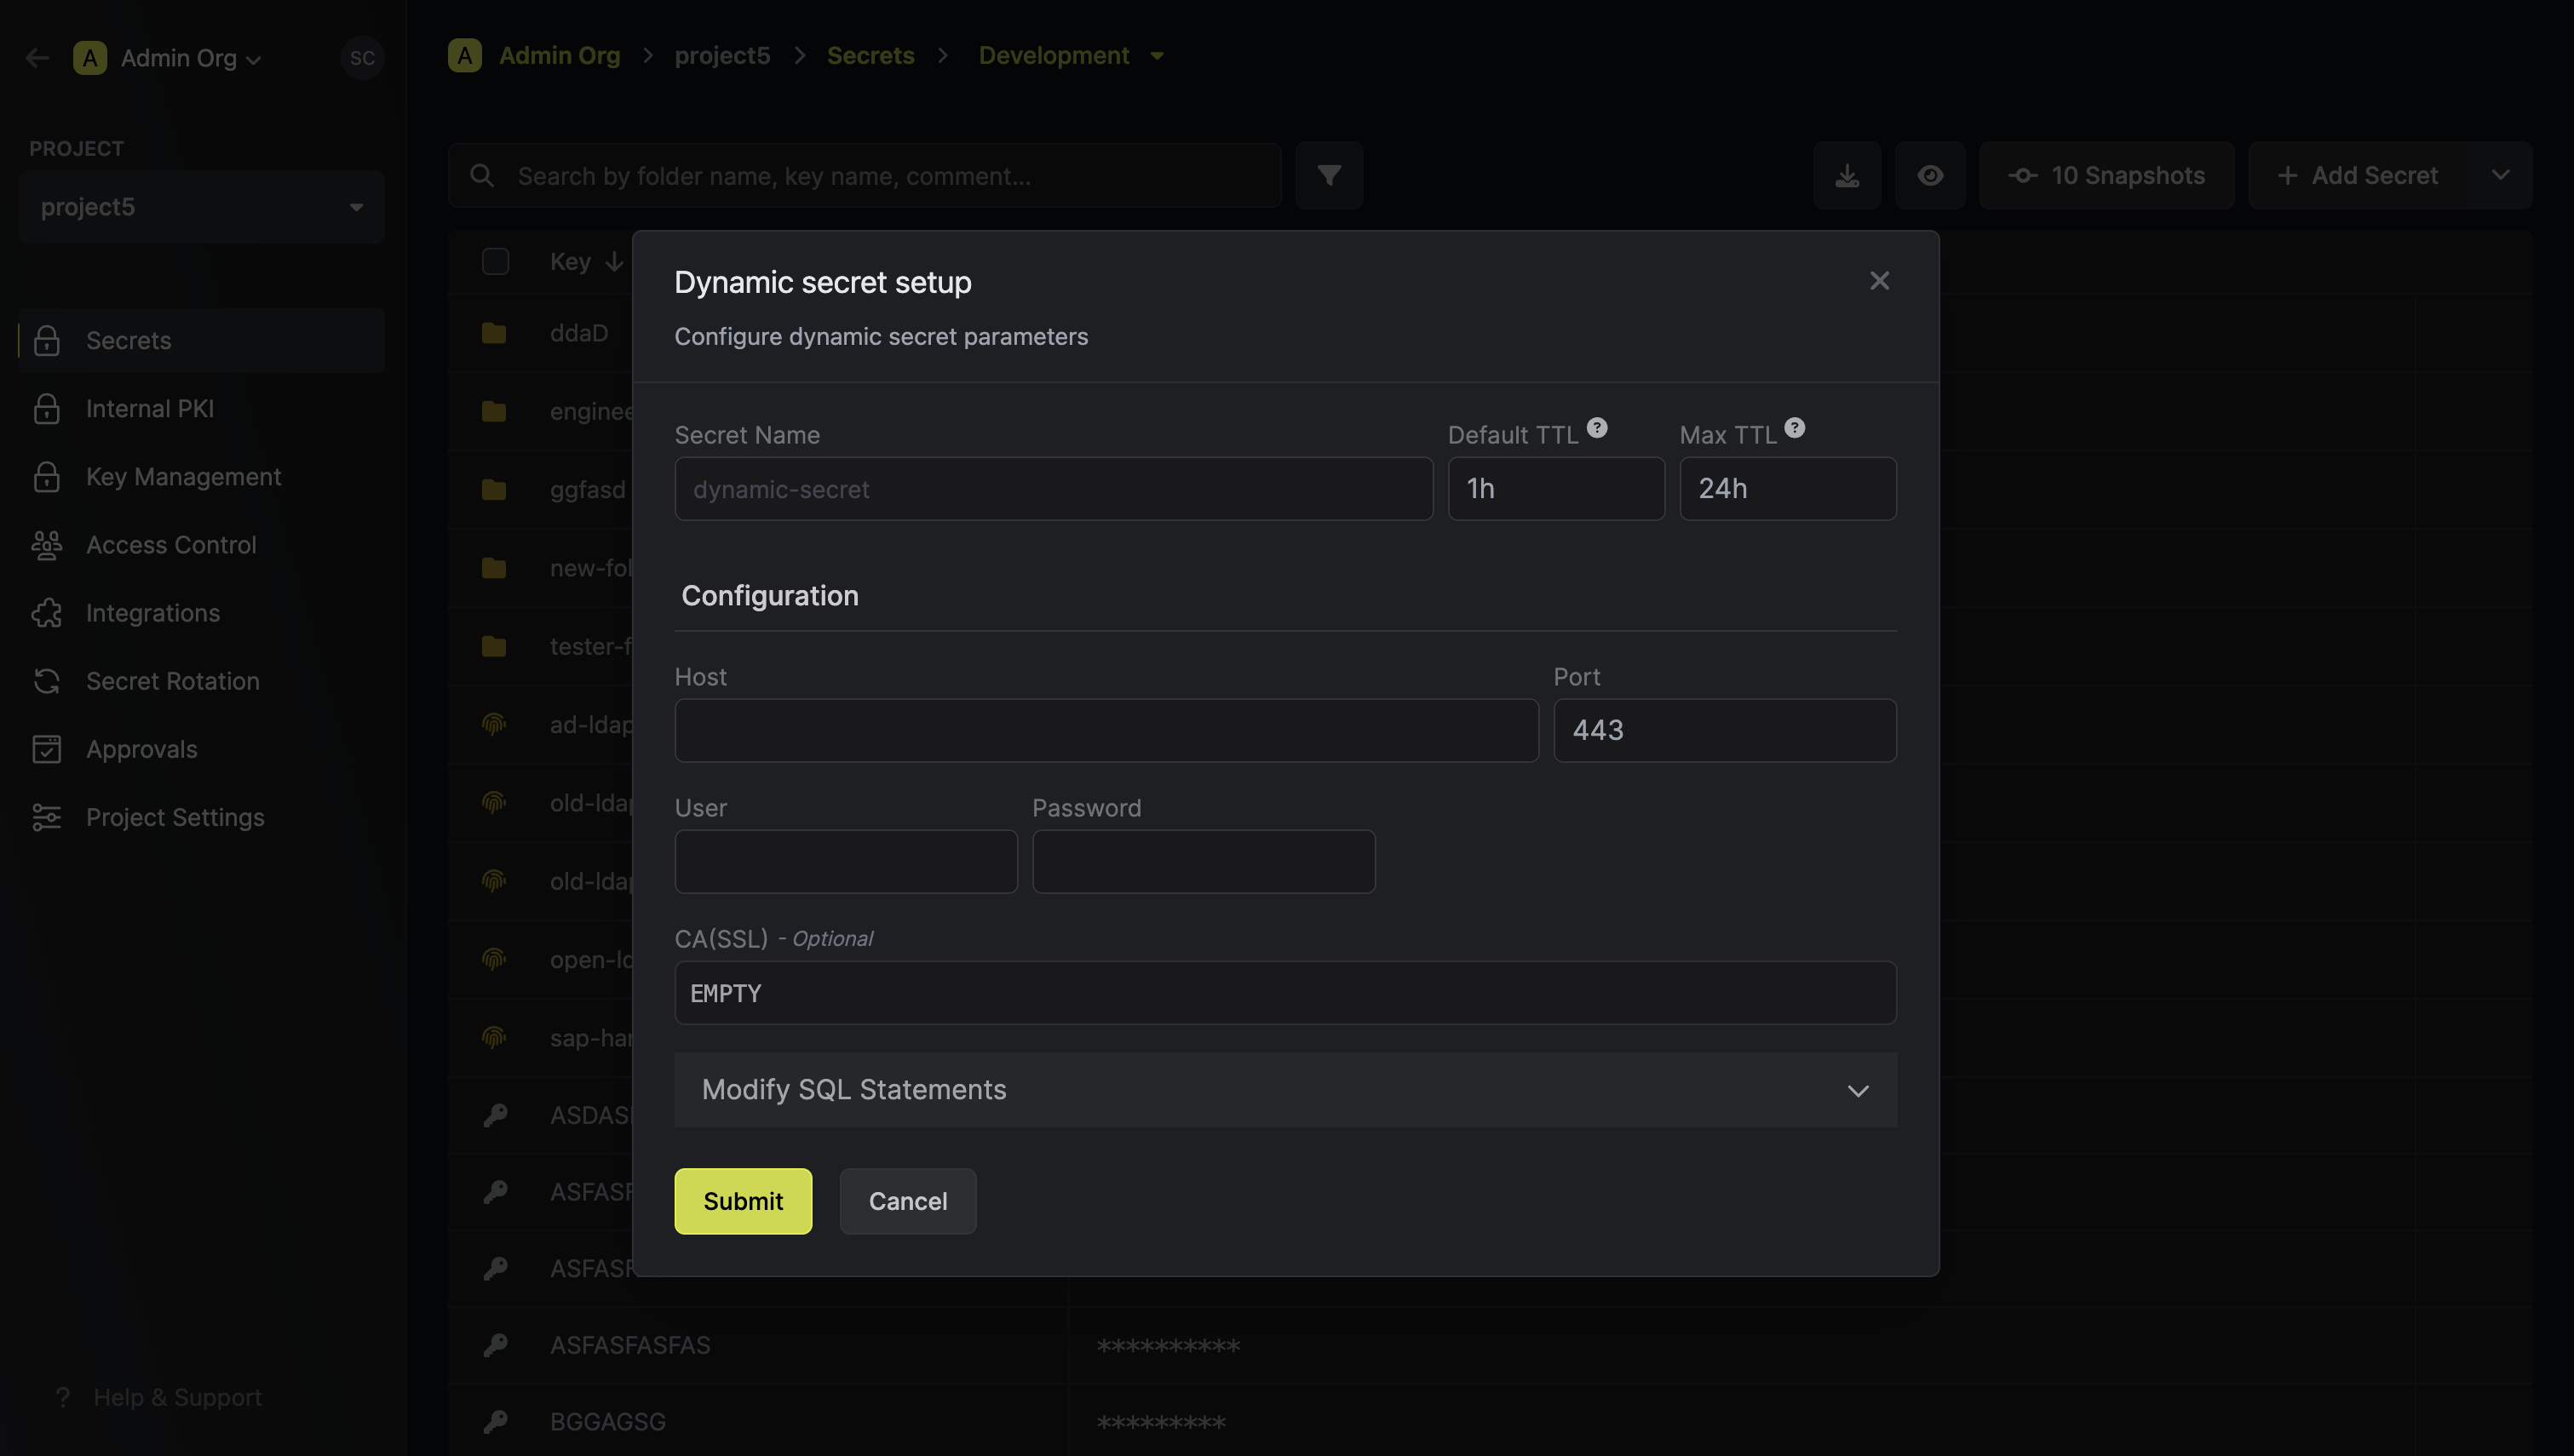 A Admin Org SC
PROJECT
project5
Secrets
Internal PKI
Key Management
Access Control
Integrations
Secret Rotation
Approvals
Project Settings
? Help & Support
A Admin Org > project5 > Secrets > Development
Search by folder name, key name, comment...
10 Snapshots
+ Add Secret
Key
ddaD
enginee
ggfasd
new-fol
tester-f
ad-ldap
old-ldap
old-ldap
open-ld
sap-han
ASDAS
ASFASF
ASFASF
ASFASFASFAS **********
BGGAGSG *********
Dynamic secret setup
Configure dynamic secret parameters
Secret Name
dynamic-secret
Default TTL ?
1h
Max TTL ?
24h
Configuration
Host
Port
443
User
Password
CA(SSL) - Optional
EMPTY
Modify SQL Statements
Submit
Cancel